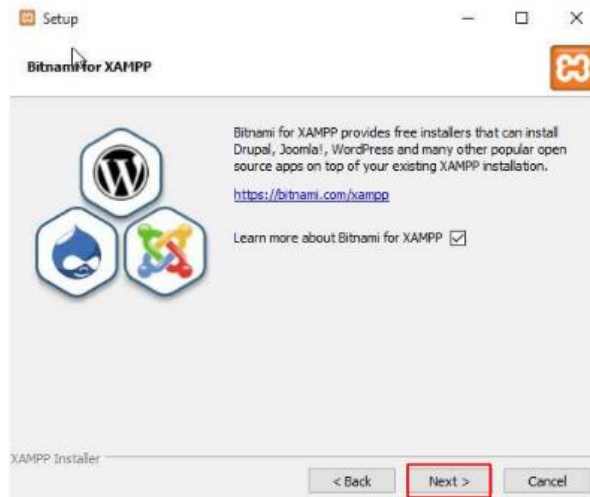 Setup
Bitnami for XAMPP
Bitnami for XAMPP provides free installers that can install
Drupal, Joomla!, WordPress and many other popular open
source apps on top of your existing XAMPP installation.
https://bitnami.com/xampp
Learn more about Bitnami for XAMPP
XAMPP Installer
< Back
Next >
Cancel